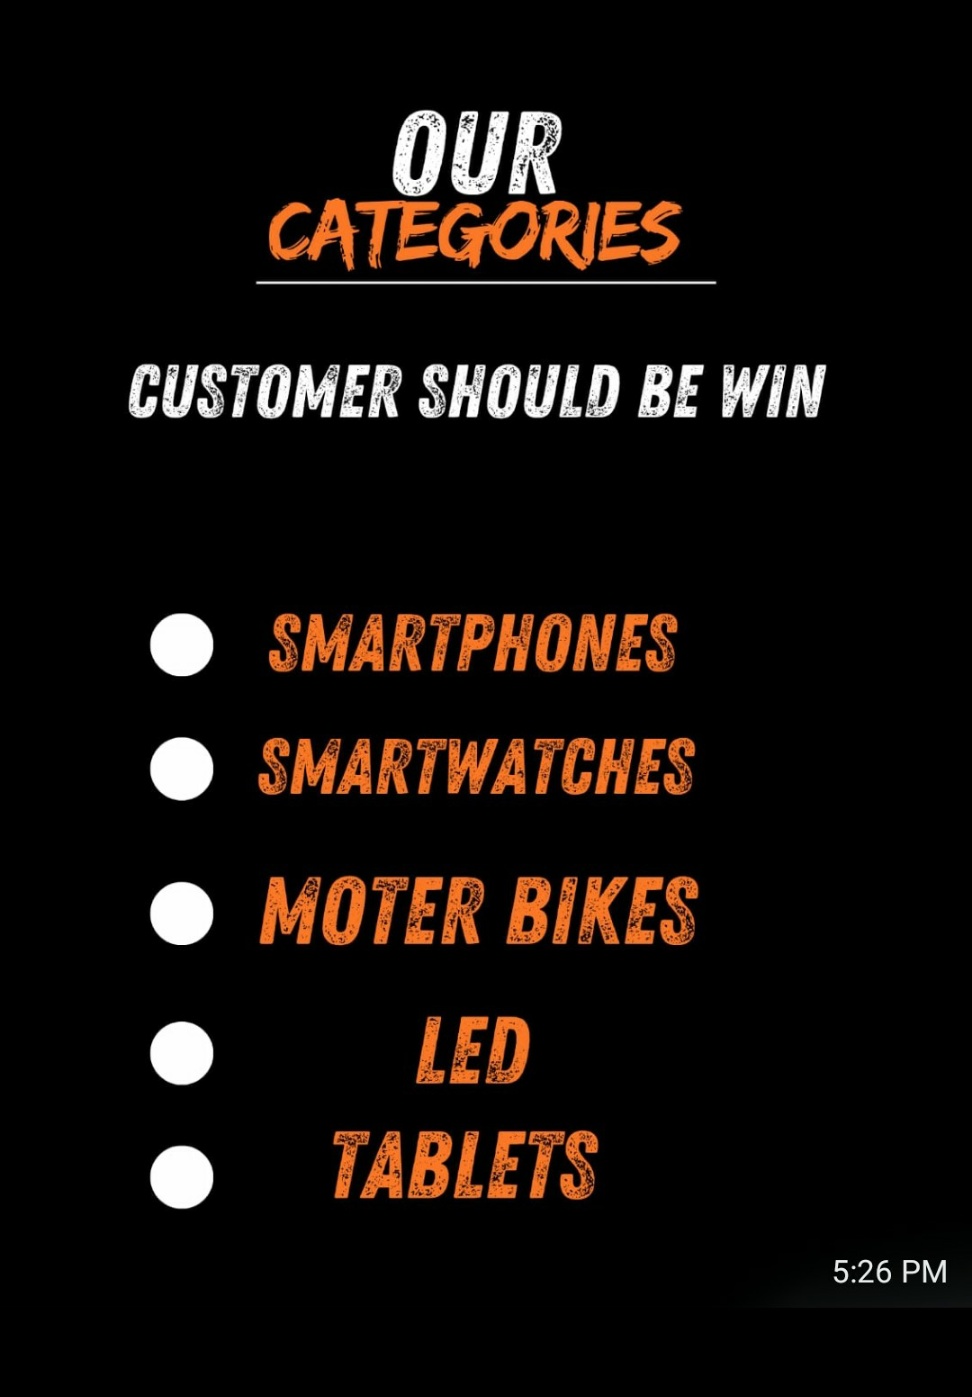 OUR
CATEGORIES
CUSTOMER SHOULD BE WIN
SMARTPHONES
SMARTWATCHES
MOTER BIKES
LED
TABLETS
5:26 PM